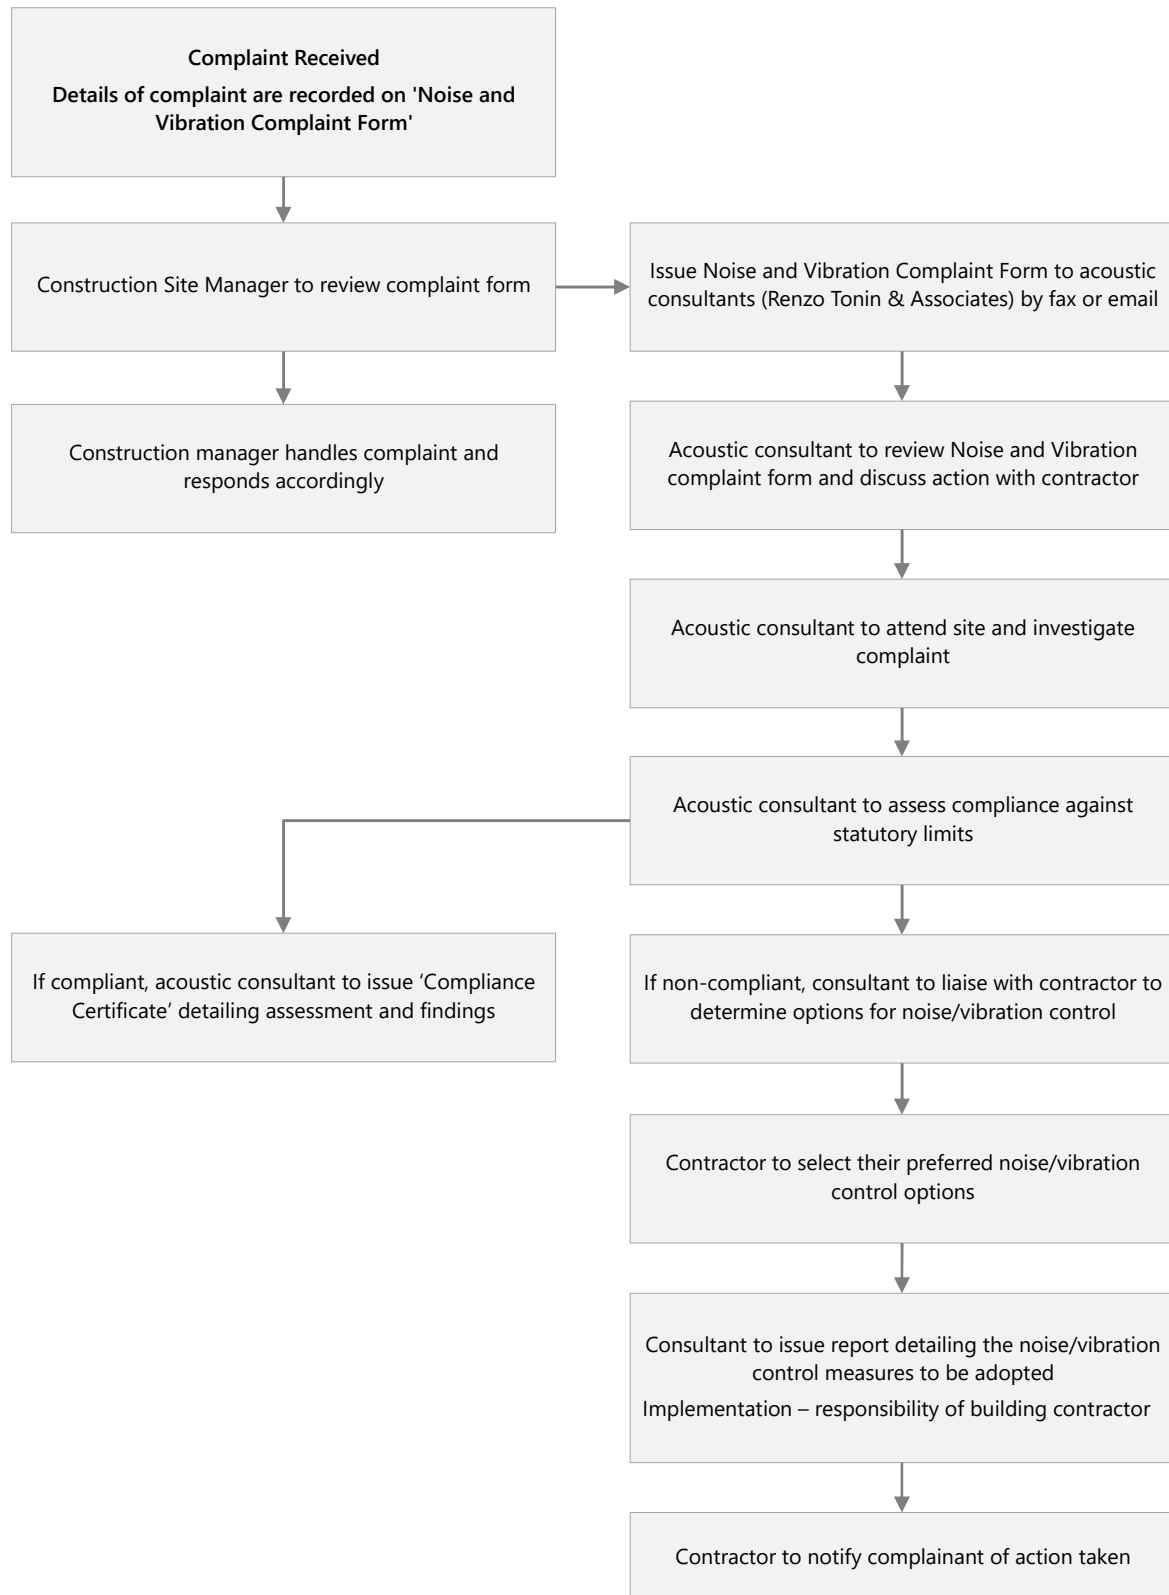 Complaint Received
Details of complaint are recorded on 'Noise and
Vibration Complaint Form'
Construction Site Manager to review complaint form
Issue Noise and Vibration Complaint Form to acoustic
consultants (Renzo Tonin & Associates) by fax or email
Construction manager handles complaint and
responds accordingly
Acoustic consultant to review Noise and Vibration
complaint form and discuss action with contractor
Acoustic consultant to attend site and investigate
complaint
Acoustic consultant to assess compliance against
statutory limits
If compliant, acoustic consultant to issue ‘Compliance
Certificate’ detailing assessment and findings
If non-compliant, consultant to liaise with contractor to
determine options for noise/vibration control
Contractor to select their preferred noise/vibration
control options
Consultant to issue report detailing the noise/vibration
control measures to be adopted
Implementation – responsibility of building contractor
Contractor to notify complainant of action taken